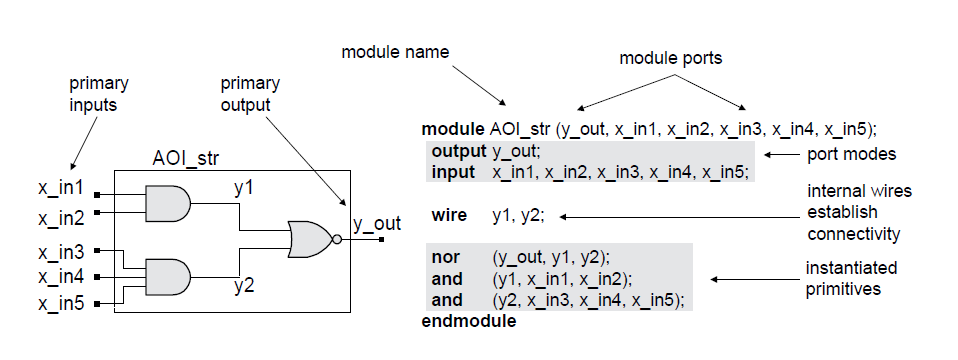 module name
module ports
primary
inputs
primary
output
AOI_str
x_in1
x_in2
x_in3
x_in4
x_in5
y1
y2
y_out
module AOI_str (y_out, x_in1, x_in2, x_in3, x_in4, x_in5);
output y_out;
input x_in1, x_in2, x_in3, x_in4, x_in5;
port modes
wire y1, y2;
internal wires
establish
connectivity
nor (y_out, y1, y2);
and (y1, x_in1, x_in2);
and (y2, x_in3, x_in4, x_in5);
endmodule
instantiated
primitives